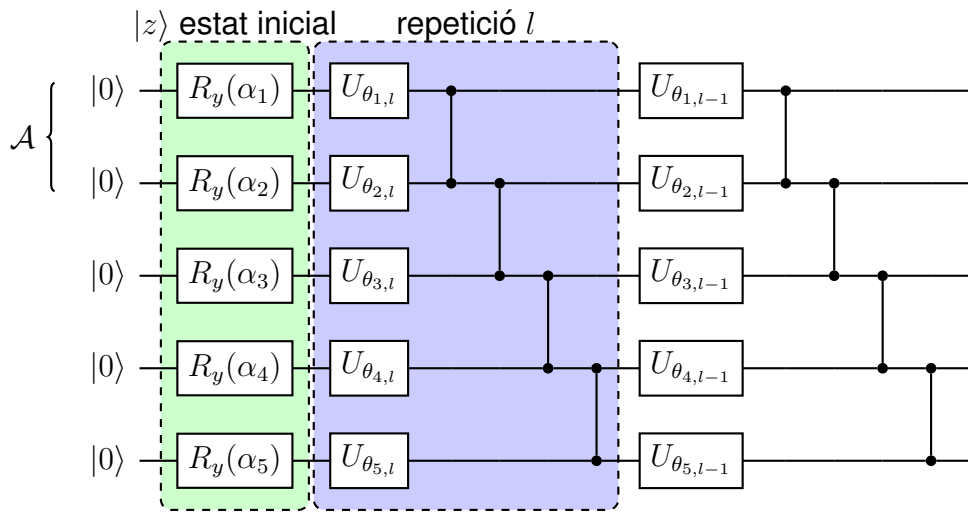 |z⟩ estat inicial repetició l
|0⟩ R_y(α_1) U_{θ_{1,l}} U_{θ_{1,l−1}}
𝒜 {
|0⟩ R_y(α_2) U_{θ_{2,l}} U_{θ_{2,l−1}}
|0⟩ R_y(α_3) U_{θ_{3,l}} U_{θ_{3,l−1}}
|0⟩ R_y(α_4) U_{θ_{4,l}} U_{θ_{4,l−1}}
|0⟩ R_y(α_5) U_{θ_{5,l}} U_{θ_{5,l−1}}